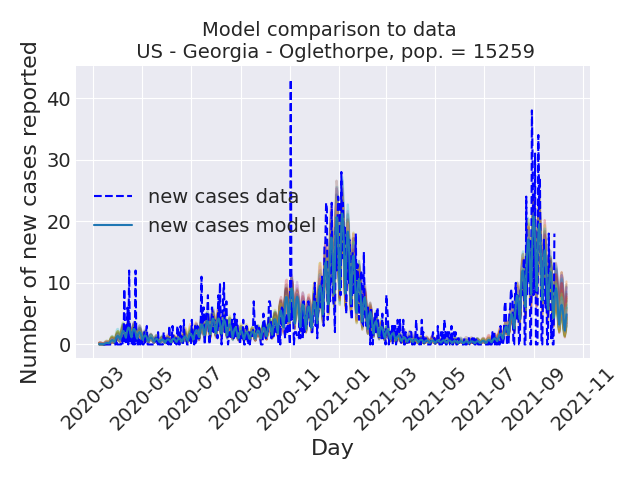 Model comparison to data
US - Georgia - Oglethorpe, pop. = 15259
Number of new cases reported
40
30
20
10
0
new cases data
new cases model
2020-03
2020-05
2020-07
2020-09
2020-11
2021-01
2021-03
2021-05
2021-07
2021-09
2021-11
Day